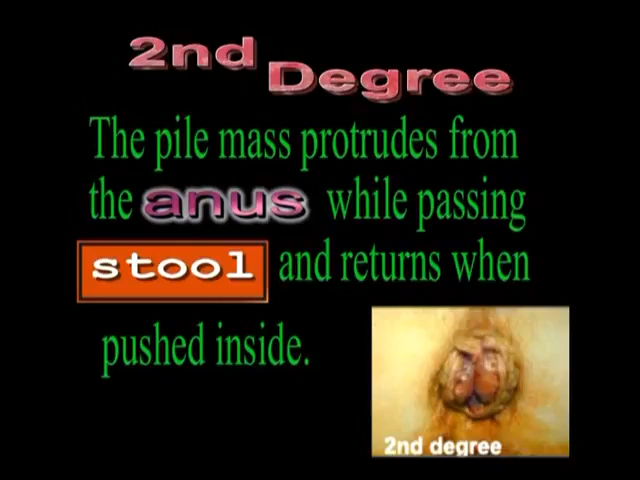 2nd Degree
The pile mass protrudes from
the anus while passing
stool and returns when
pushed inside.
2nd degree